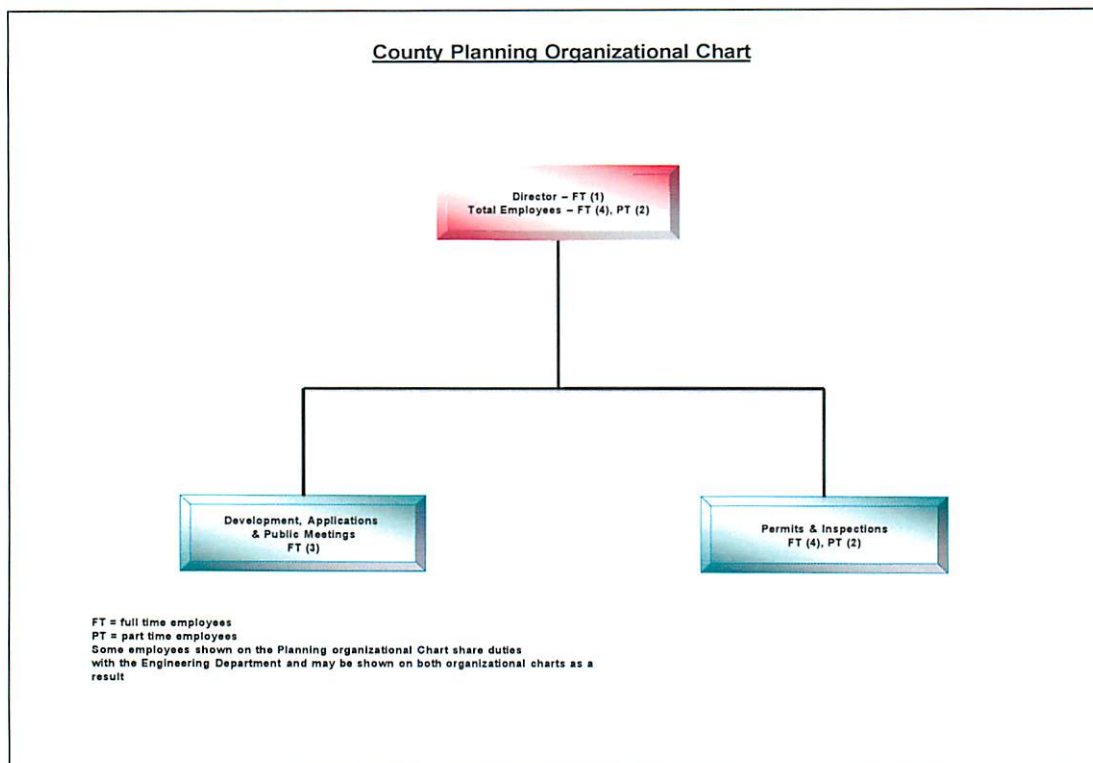 County Planning Organizational Chart
Director – FT (1)
Total Employees – FT (4), PT (2)
Development, Applications
& Public Meetings
FT (3)
Permits & Inspections
FT (4), PT (2)
FT = full time employees
PT = part time employees
Some employees shown on the Planning organizational Chart share duties
with the Engineering Department and may be shown on both organizational charts as a
result